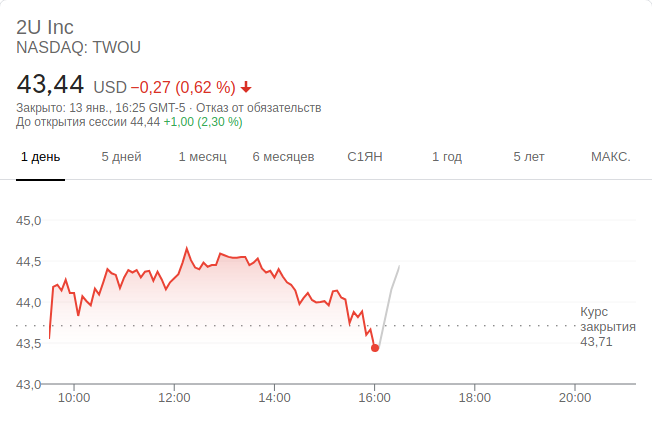 2U Inc
NASDAQ: TWOU
43,44 USD −0,27 (0,62 %)
Закрыто: 13 янв., 16:25 GMT-5 · Отказ от обязательств
До открытия сессии 44,44 +1,00 (2,30 %)
1 день 5 дней 1 месяц 6 месяцев С1ЯН 1 год 5 лет МАКС.
45,0
44,5
44,0
Курс
закрытия
43,5
43,71
43,0
10:00 12:00 14:00 16:00 18:00 20:00